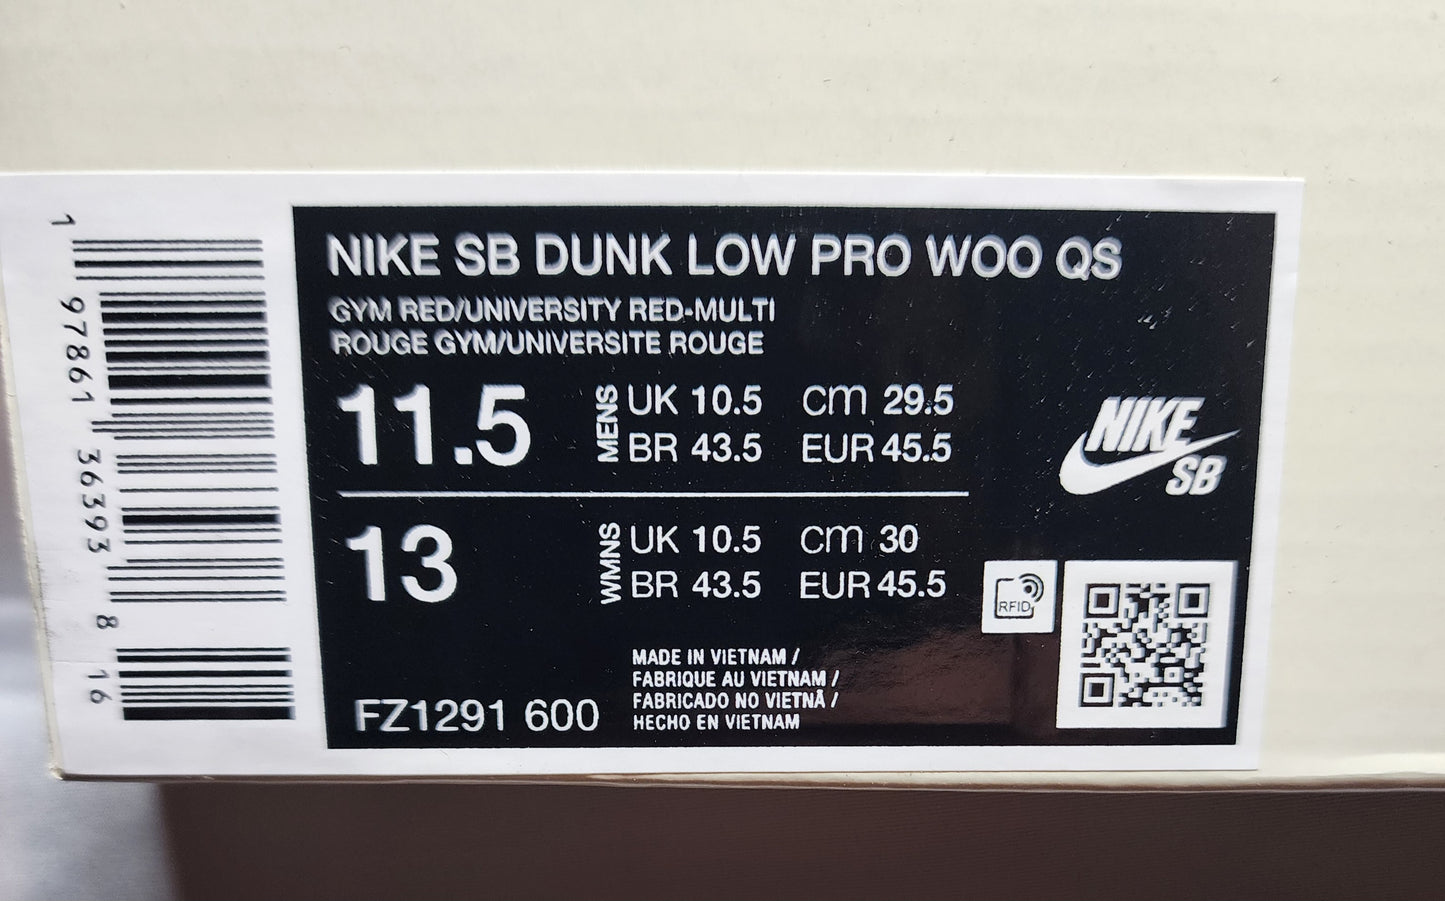 NIKE SB DUNK LOW PRO WOO QS
GYM RED/UNIVERSITY RED-MULTI
ROUGE GYM/UNIVERSITE ROUGE
11.5 MENS UK 10.5 cm 29.5
BR 43.5 EUR 45.5
13 WMNS UK 10.5 cm 30
BR 43.5 EUR 45.5
FZ1291 600
MADE IN VIETNAM /
FABRIQUE AU VIETNAM /
FABRICADO NO VIETNÃ /
HECHO EN VIETNAM
NIKE
SB
RFID
1 97861 36393 8 16